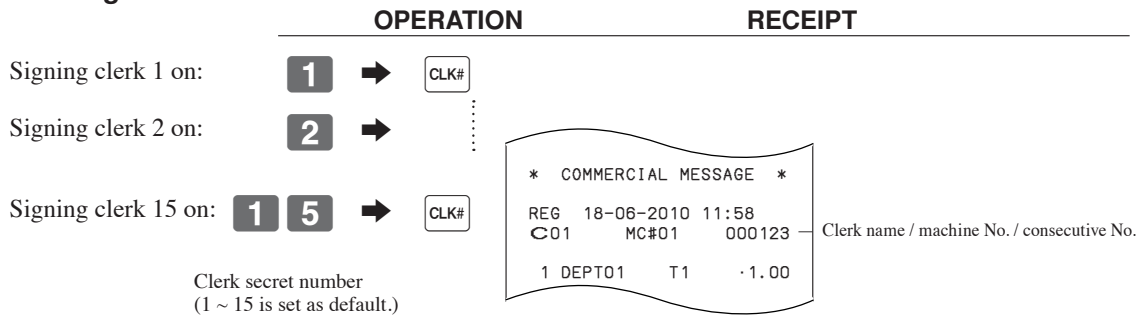 OPERATION RECEIPT
Signing clerk 1 on: 1 CLK#
Signing clerk 2 on: 2
* COMMERCIAL MESSAGE *
Signing clerk 15 on: 1 5 CLK#
REG 18-06-2010 11:58
C01 MC#01 000123
Clerk name / machine No. / consecutive No.
1 DEPT01 T1 ·1.00
Clerk secret number
(1 ~ 15 is set as default.)